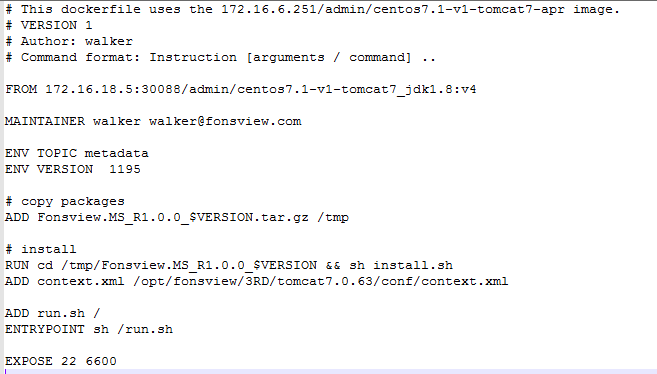 # This dockerfile uses the 172.16.6.251/admin/centos7.1-v1-tomcat7-apr image.
# VERSION 1
# Author: walker
# Command format: Instruction [arguments / command] ..
FROM 172.16.18.5:30088/admin/centos7.1-v1-tomcat7_jdk1.8:v4
MAINTAINER walker walker@fonsview.com
ENV TOPIC metadata
ENV VERSION  1195
# copy packages
ADD Fonsview.MS_R1.0.0_$VERSION.tar.gz /tmp
# install
RUN cd /tmp/Fonsview.MS_R1.0.0_$VERSION && sh install.sh
ADD context.xml /opt/fonsview/3RD/tomcat7.0.63/conf/context.xml
ADD run.sh /
ENTRYPOINT sh /run.sh
EXPOSE 22 6600